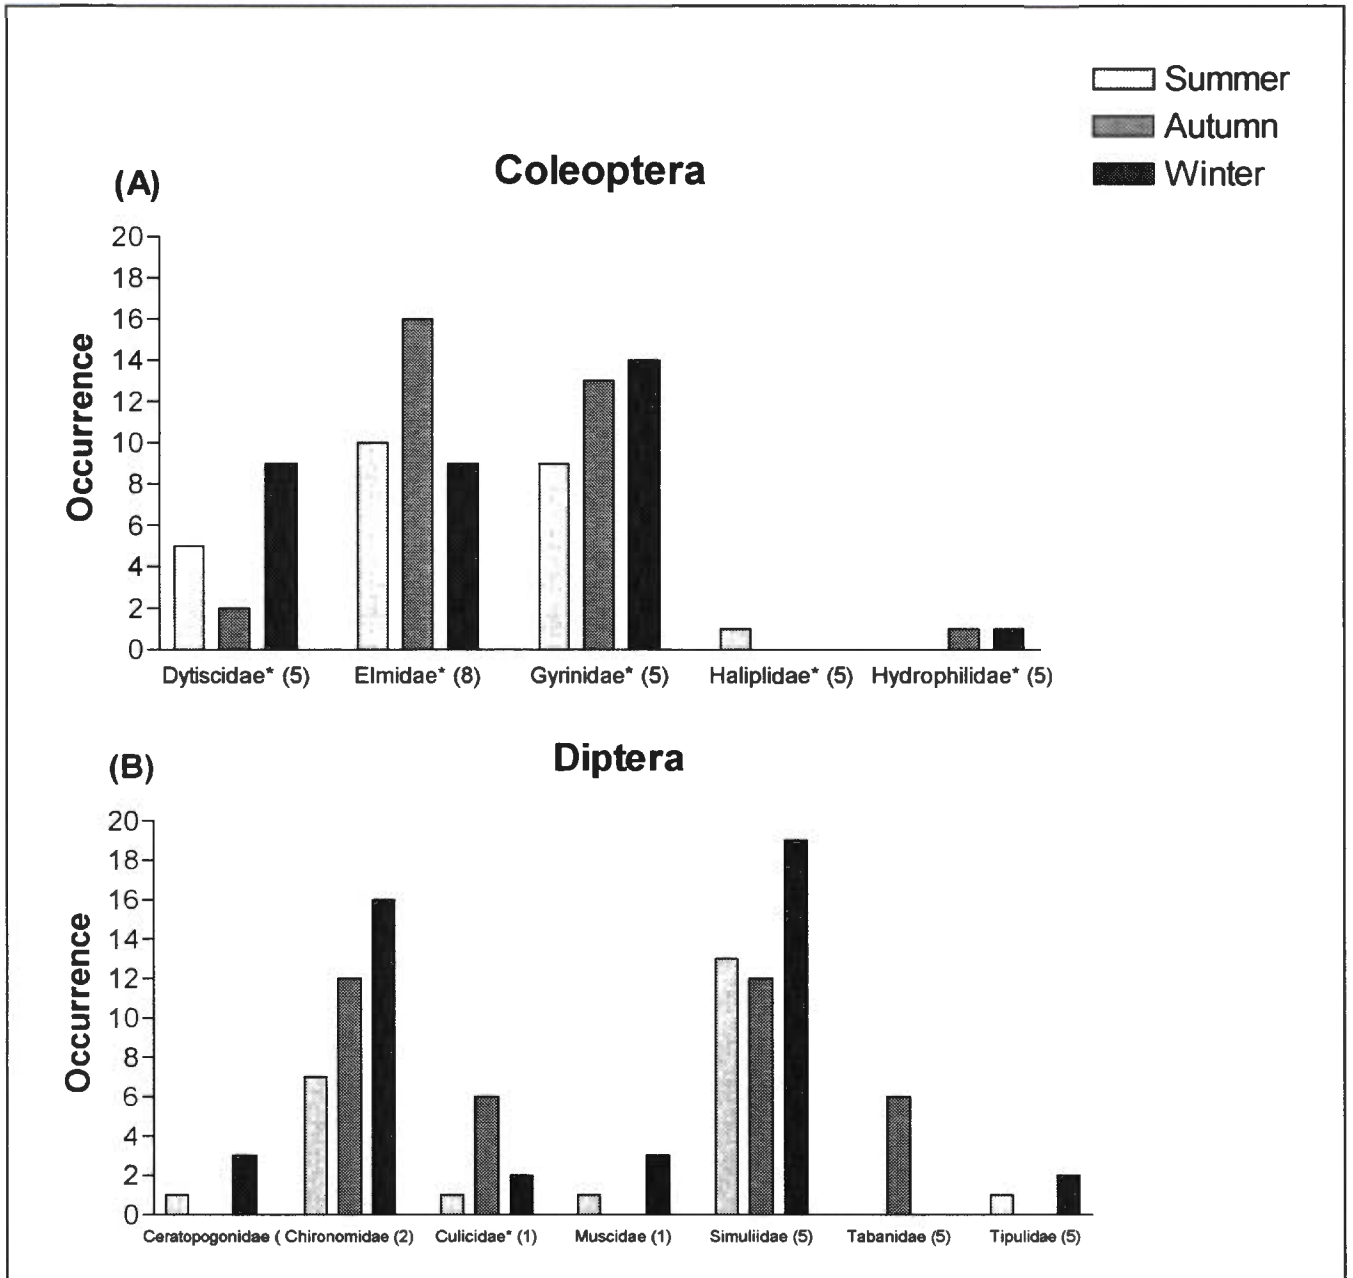 Summer
Autumn
Winter
(A)
Coleoptera
20
18
16
14
12
10
8
6
4
2
0
Occurrence
Dytiscidae* (5) Elmidae* (8) Gyrinidae* (5) Haliplidae* (5) Hydrophilidae* (5)
(B)
Diptera
20
18
16
14
12
10
8
6
4
2
0
Occurrence
Ceratopogonidae ( Chironomidae (2) Culicidae* (1) Muscidae (1) Simuliidae (5) Tabanidae (5) Tipulidae (5)